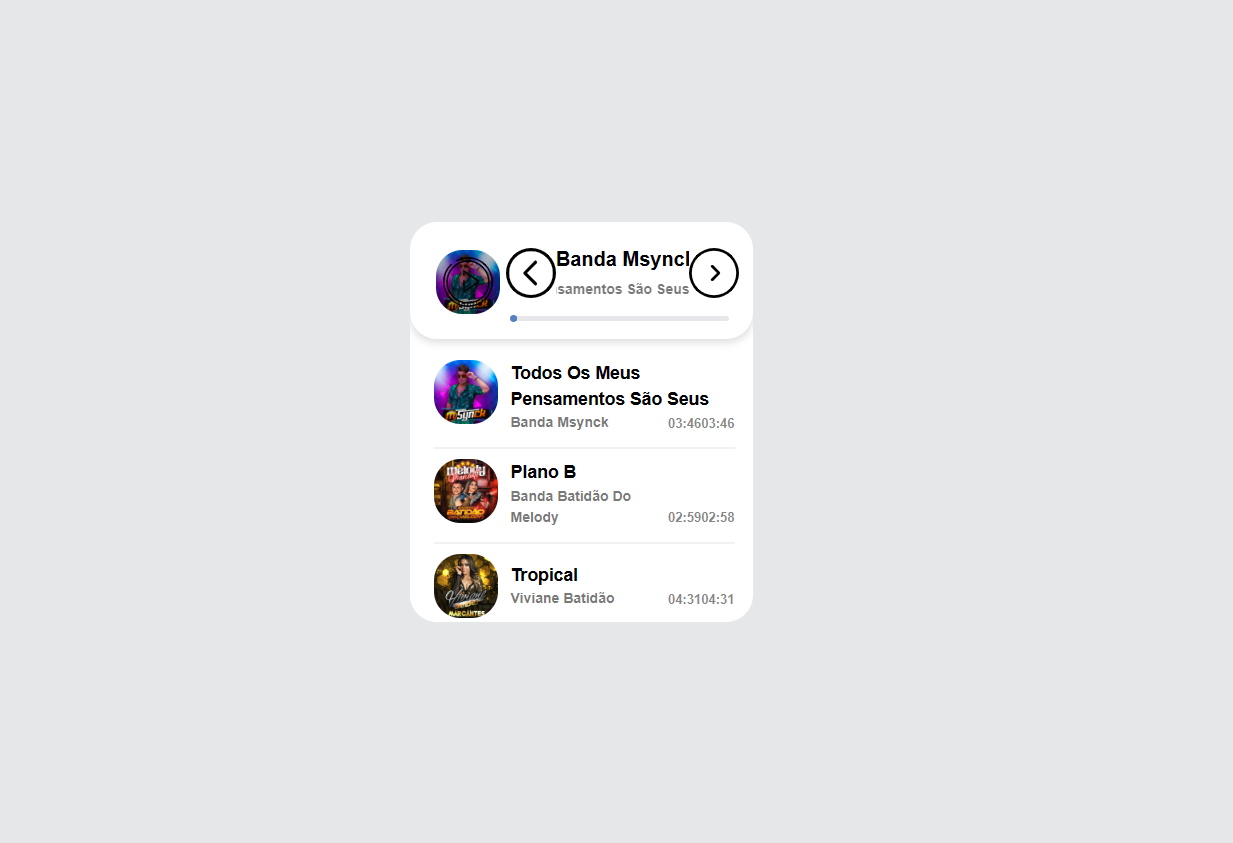 Banda Msyncl
samentos São Seus
Todos Os Meus
Pensamentos São Seus
Banda Msynck
03:4603:46
Plano B
Banda Batidão Do
Melody
02:5902:58
Tropical
Viviane Batidão
04:3104:31